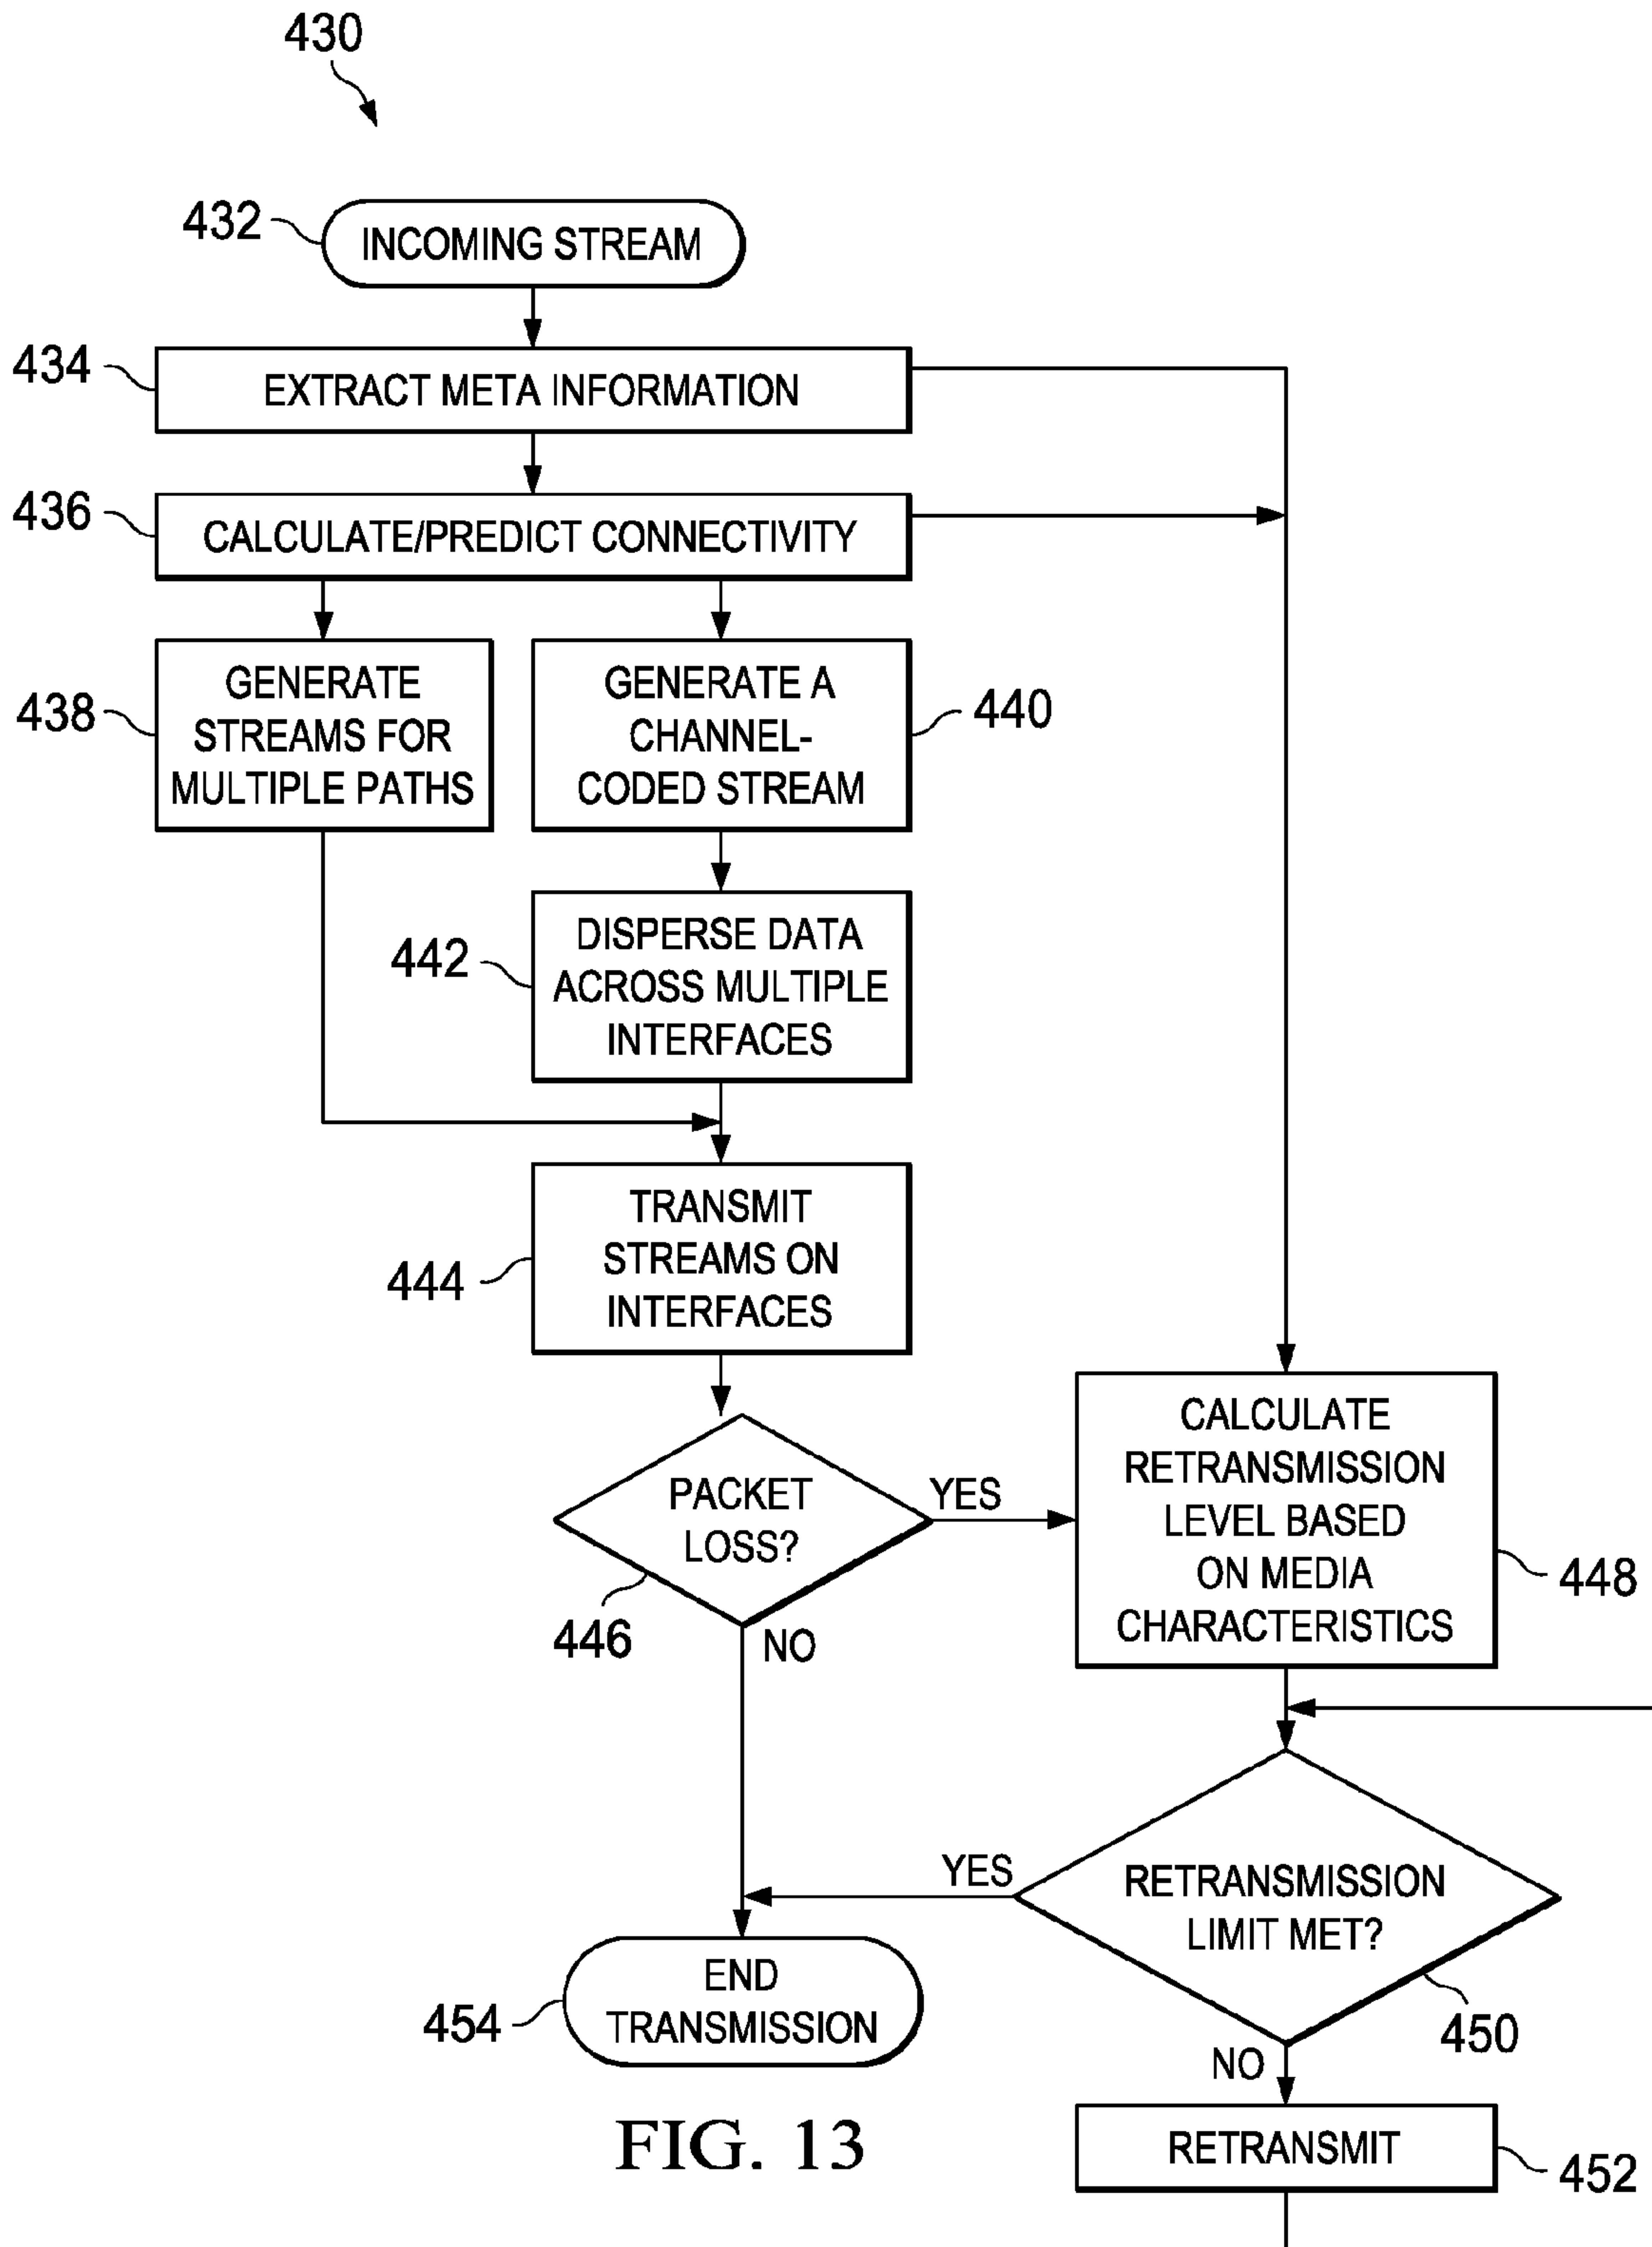 430
432
INCOMING STREAM
434
EXTRACT META INFORMATION
436
CALCULATE/PREDICT CONNECTIVITY
438
GENERATE
STREAMS FOR
MULTIPLE PATHS
GENERATE A
CHANNEL-
CODED STREAM
440
442
DISPERSE DATA
ACROSS MULTIPLE
INTERFACES
444
TRANSMIT
STREAMS ON
INTERFACES
PACKET
LOSS?
YES
446
NO
CALCULATE
RETRANSMISSION
LEVEL BASED
ON MEDIA
CHARACTERISTICS
448
YES
RETRANSMISSION
LIMIT MET?
450
NO
454
END
TRANSMISSION
RETRANSMIT
452
FIG. 13